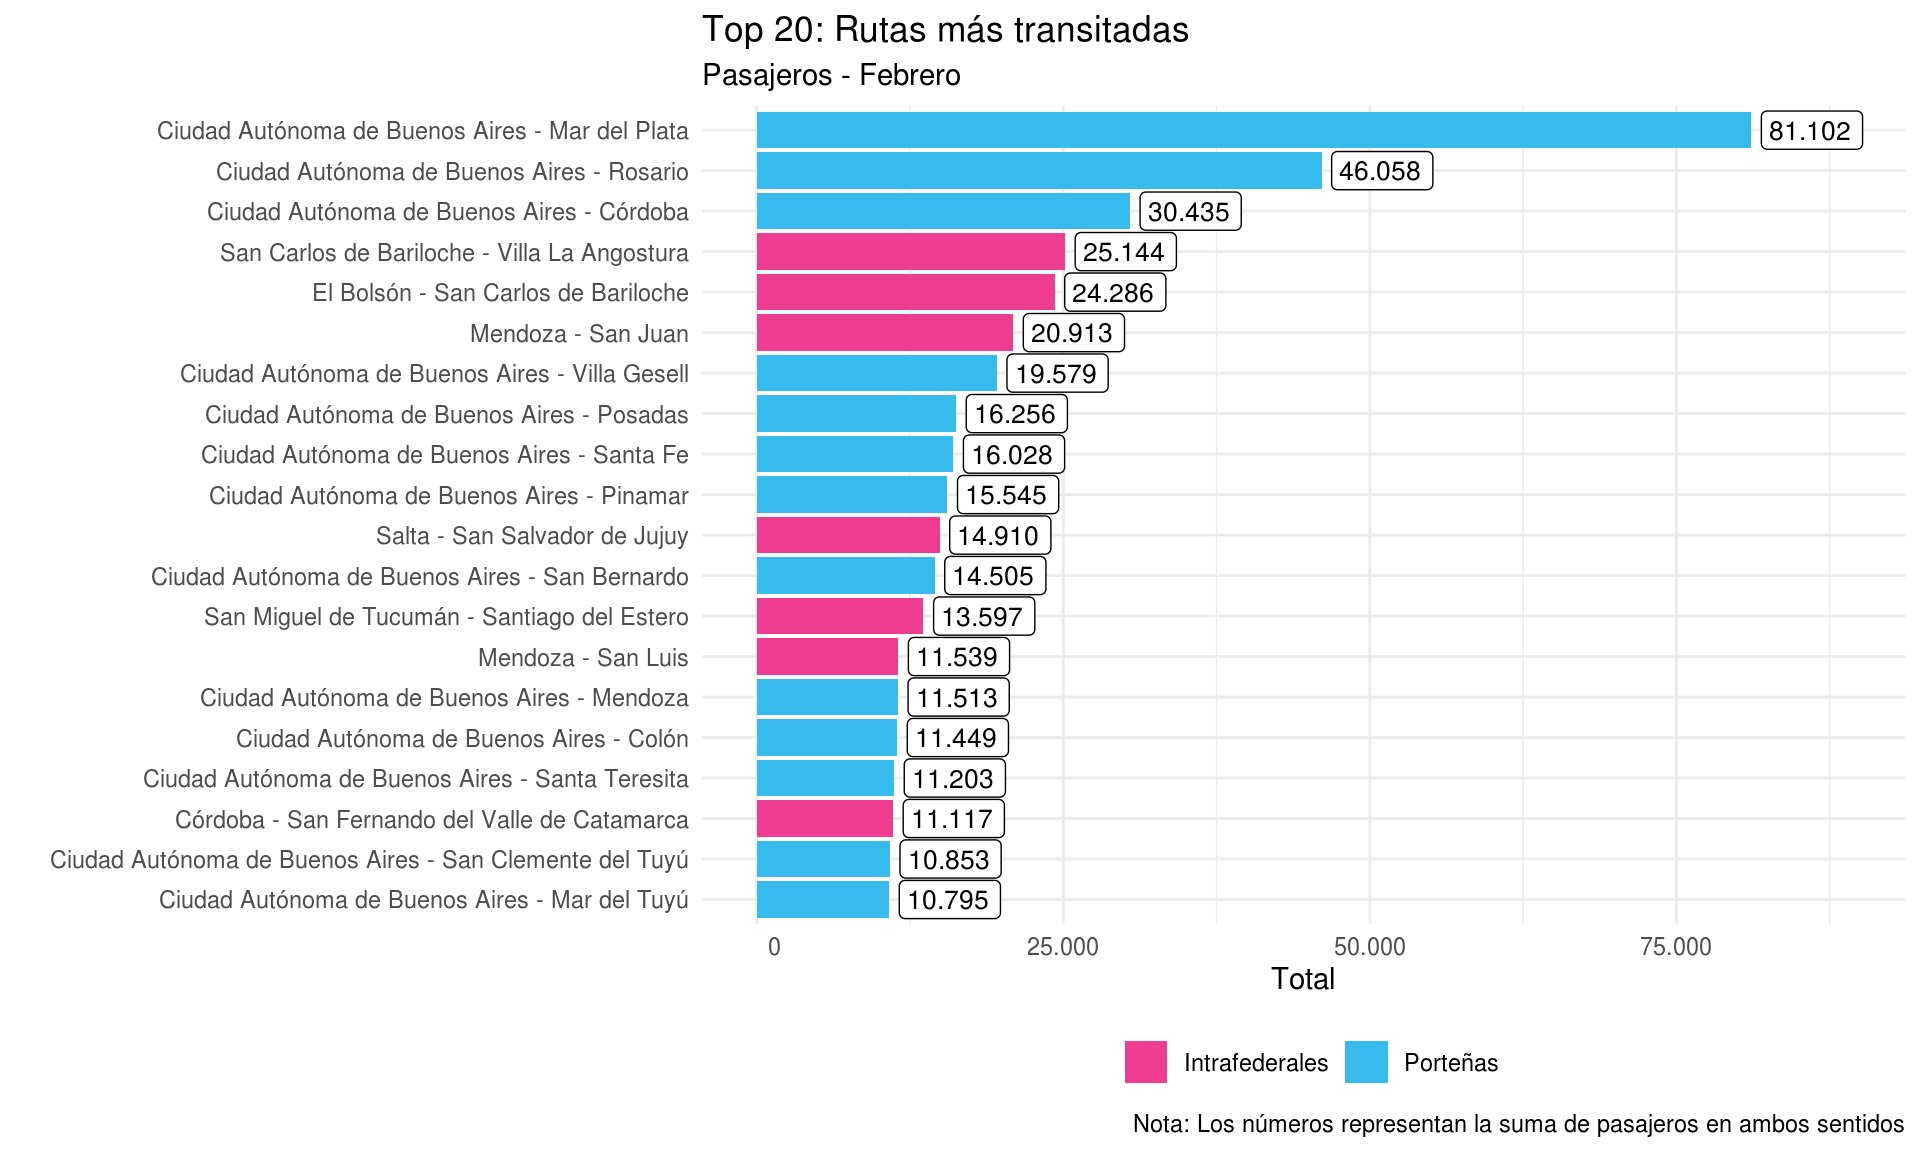 Top 20: Rutas más transitadas
Pasajeros - Febrero
Ciudad Autónoma de Buenos Aires - Mar del Plata 81.102
Ciudad Autónoma de Buenos Aires - Rosario 46.058
Ciudad Autónoma de Buenos Aires - Córdoba 30.435
San Carlos de Bariloche - Villa La Angostura 25.144
El Bolsón - San Carlos de Bariloche 24.286
Mendoza - San Juan 20.913
Ciudad Autónoma de Buenos Aires - Villa Gesell 19.579
Ciudad Autónoma de Buenos Aires - Posadas 16.256
Ciudad Autónoma de Buenos Aires - Santa Fe 16.028
Ciudad Autónoma de Buenos Aires - Pinamar 15.545
Salta - San Salvador de Jujuy 14.910
Ciudad Autónoma de Buenos Aires - San Bernardo 14.505
San Miguel de Tucumán - Santiago del Estero 13.597
Mendoza - San Luis 11.539
Ciudad Autónoma de Buenos Aires - Mendoza 11.513
Ciudad Autónoma de Buenos Aires - Colón 11.449
Ciudad Autónoma de Buenos Aires - Santa Teresita 11.203
Córdoba - San Fernando del Valle de Catamarca 11.117
Ciudad Autónoma de Buenos Aires - San Clemente del Tuyú 10.853
Ciudad Autónoma de Buenos Aires - Mar del Tuyú 10.795
0 25.000 50.000 75.000
Total
Intrafederales Porteñas
Nota: Los números representan la suma de pasajeros en ambos sentidos